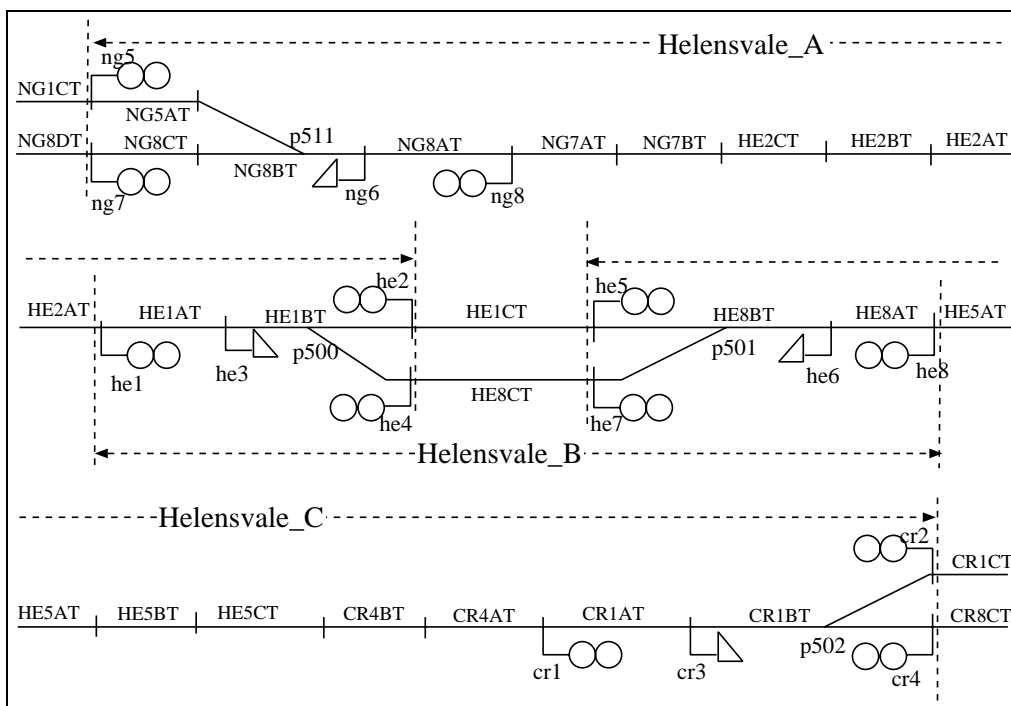 Helensvale_A
ng5
NG1CT
NG5AT
p511
NG8DT NG8CT NG8BT NG8AT NG7AT NG7BT HE2CT HE2BT HE2AT
ng7 ng6 ng8
he2 he5
HE2AT HE1AT HE1BT HE1CT HE8BT HE8AT HE5AT
p500 p501
he1 he3 he4 HE8CT he7 he6 he8
Helensvale_B
Helensvale_C
cr2
CR1CT
HE5AT HE5BT HE5CT CR4BT CR4AT CR1AT CR1BT CR8CT
p502
cr1 cr3 cr4